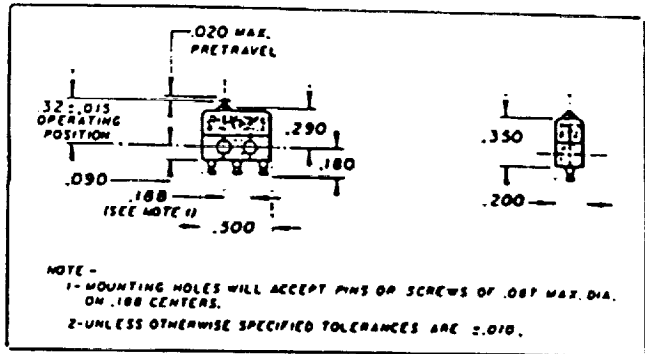 .020 MAX.
PRETRAVEL
.32±.015
OPERATING
POSITION
.290
.180
.090
.188
(SEE NOTE 1)
.500
.350
.200
NOTE -
1- MOUNTING HOLES WILL ACCEPT PINS OR SCREWS OF .087 MAX. DIA.
ON .188 CENTERS.
2-UNLESS OTHERWISE SPECIFIED TOLERANCES ARE ±.010.